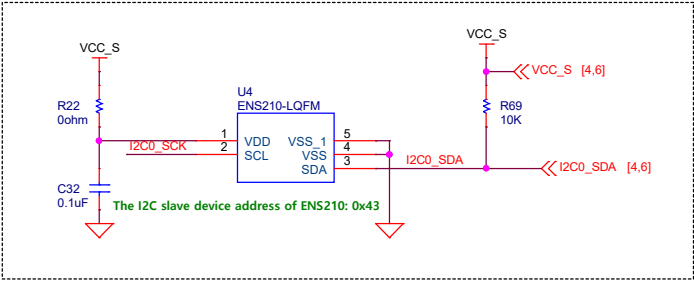 VCC_S
VCC_S
VCC_S [4,6]
R22
0ohm
U4
ENS210-LQFM
R69
10K
1
VDD
VSS_1
5
I2C0_SCK
2
SCL
VSS
4
SDA
3
I2C0_SDA
I2C0_SDA [4,6]
C32
0.1uF
The I2C slave device address of ENS210: 0x43